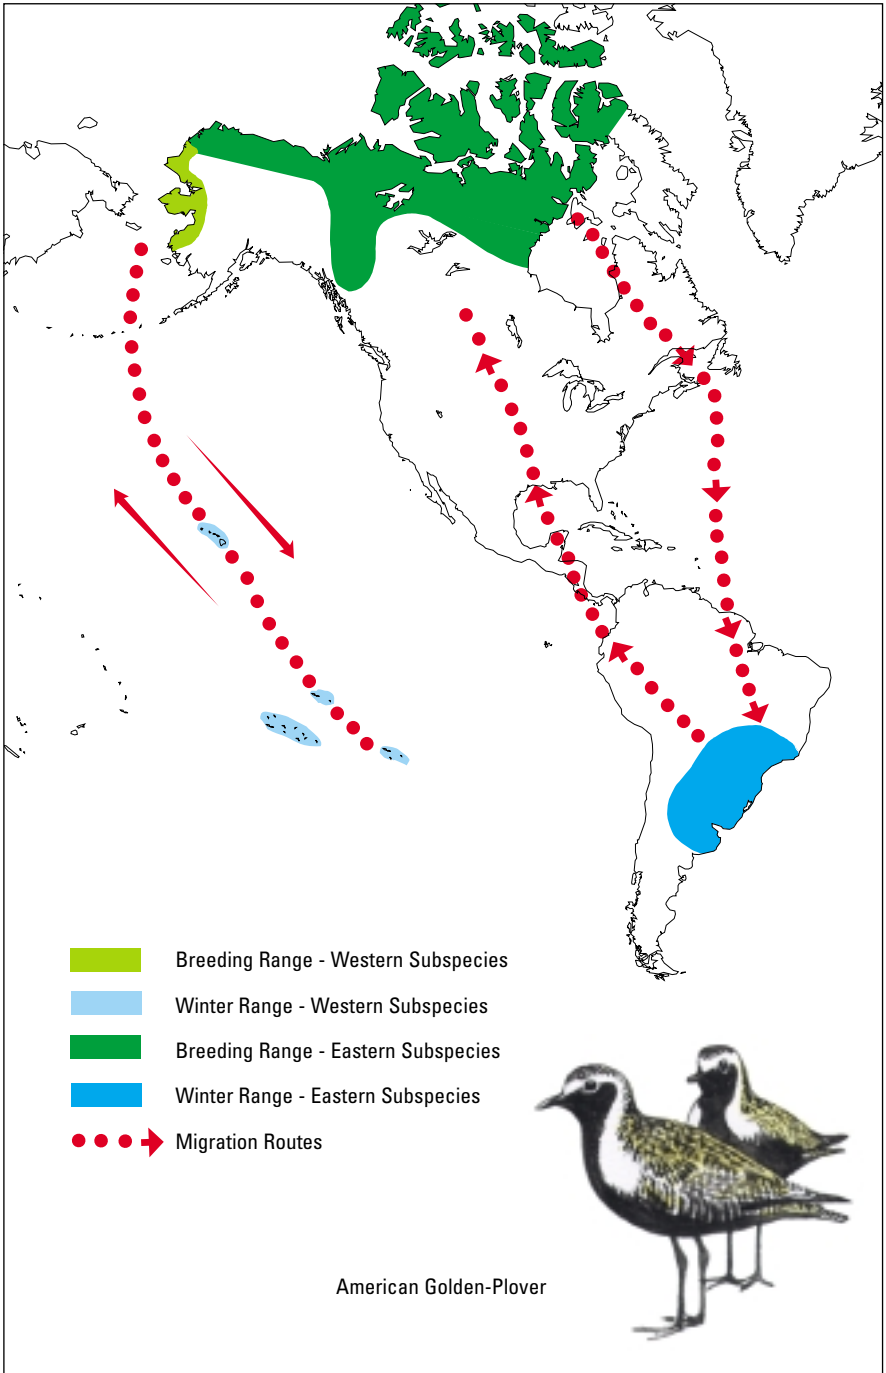 Breeding Range - Western Subspecies
Winter Range - Western Subspecies
Breeding Range - Eastern Subspecies
Winter Range - Eastern Subspecies
Migration Routes
American Golden-Plover